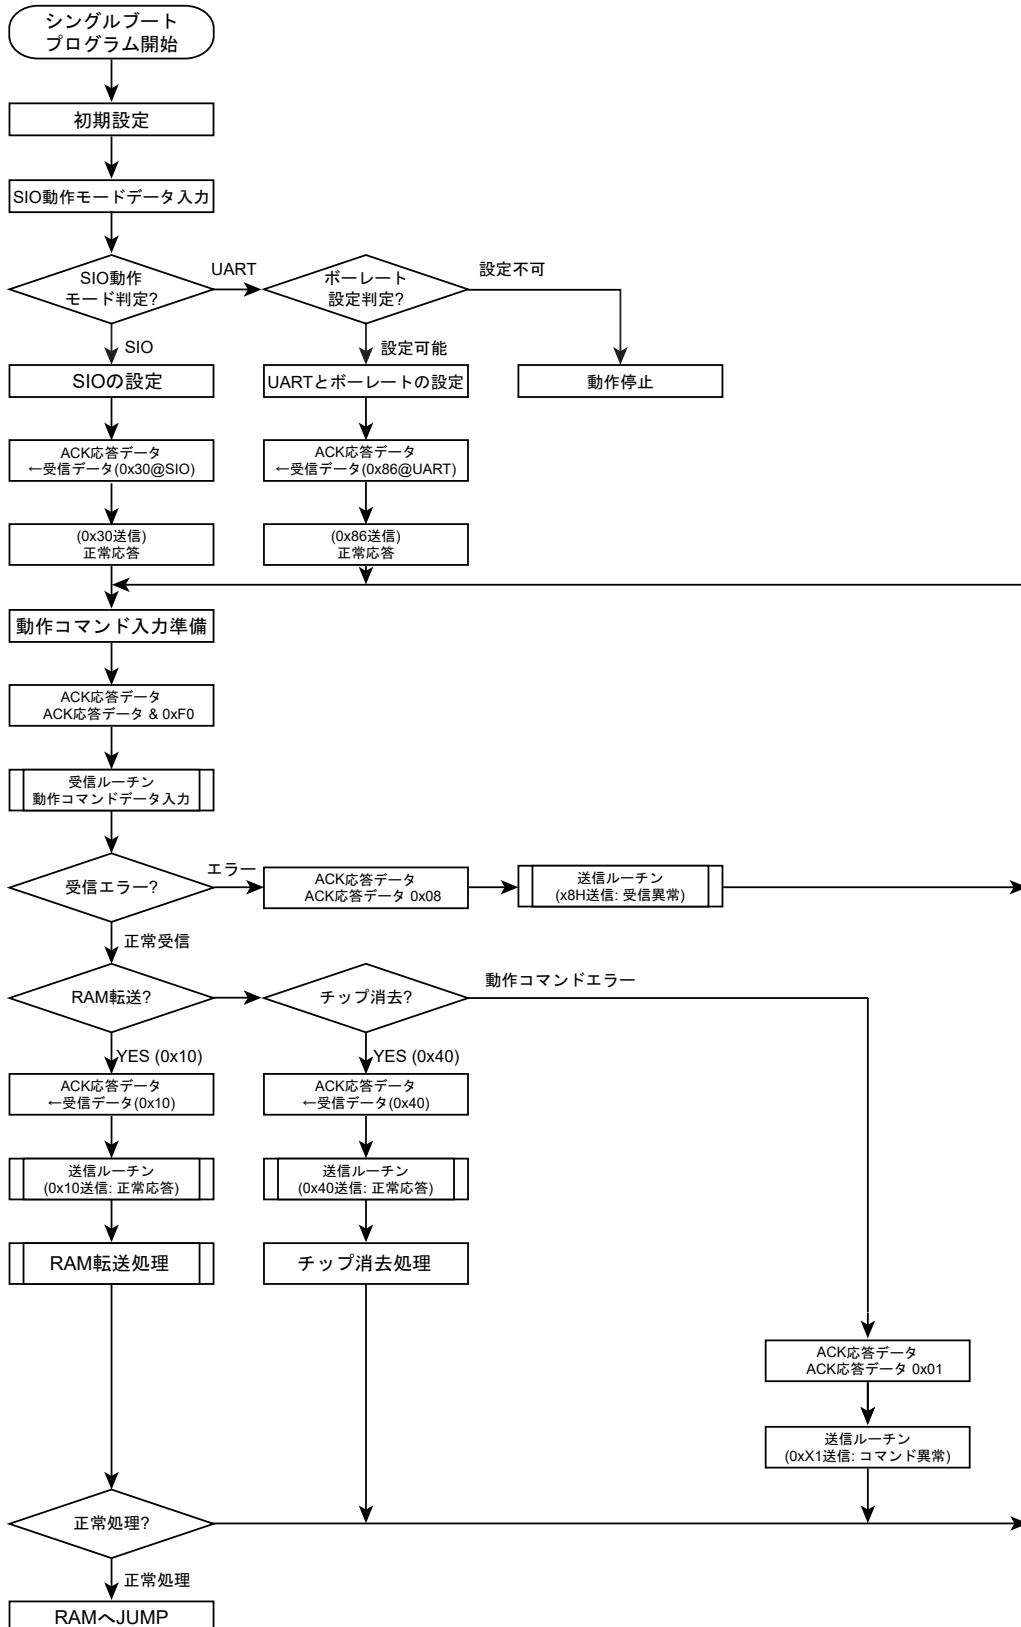 シングルブート
プログラム開始
初期設定
SIO動作モードデータ入力
SIO動作
モード判定?
UART
ボーレート
設定判定?
設定不可
SIO
設定可能
SIOの設定
UARTとボーレートの設定
動作停止
ACK応答データ
←受信データ(0x30@SIO)
ACK応答データ
←受信データ(0x86@UART)
(0x30送信)
正常応答
(0x86送信)
正常応答
動作コマンド入力準備
ACK応答データ
ACK応答データ & 0xF0
受信ルーチン
動作コマンドデータ入力
受信エラー?
エラー
ACK応答データ
ACK応答データ 0x08
送信ルーチン
(x8H送信: 受信異常)
正常受信
RAM転送?
チップ消去?
動作コマンドエラー
YES (0x10)
YES (0x40)
ACK応答データ
←受信データ(0x10)
ACK応答データ
←受信データ(0x40)
送信ルーチン
(0x10送信: 正常応答)
送信ルーチン
(0x40送信: 正常応答)
RAM転送処理
チップ消去処理
ACK応答データ
ACK応答データ 0x01
送信ルーチン
(0xX1送信: コマンド異常)
正常処理?
正常処理
RAMへJUMP